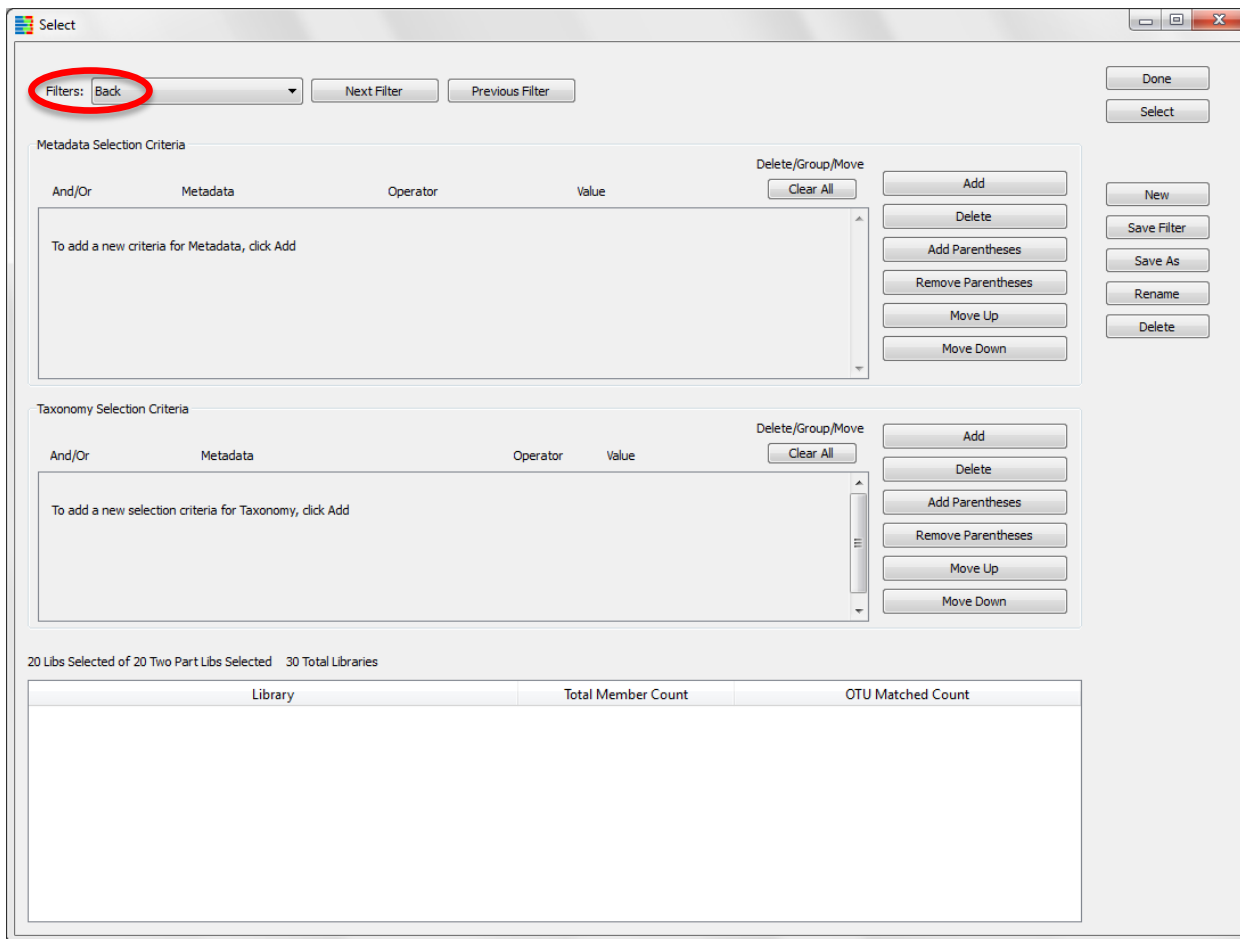 Select
Filters: Back Next Filter Previous Filter
Done
Select
Metadata Selection Criteria
Delete/Group/Move
And/Or Metadata Operator Value Clear All
To add a new criteria for Metadata, click Add
Add
Delete
Add Parentheses
Remove Parentheses
Move Up
Move Down
New
Save Filter
Save As
Rename
Delete
Taxonomy Selection Criteria
Delete/Group/Move
And/Or Metadata Operator Value Clear All
To add a new selection criteria for Taxonomy, click Add
Add
Delete
Add Parentheses
Remove Parentheses
Move Up
Move Down
20 Libs Selected of 20 Two Part Libs Selected 30 Total Libraries
Library Total Member Count OTU Matched Count